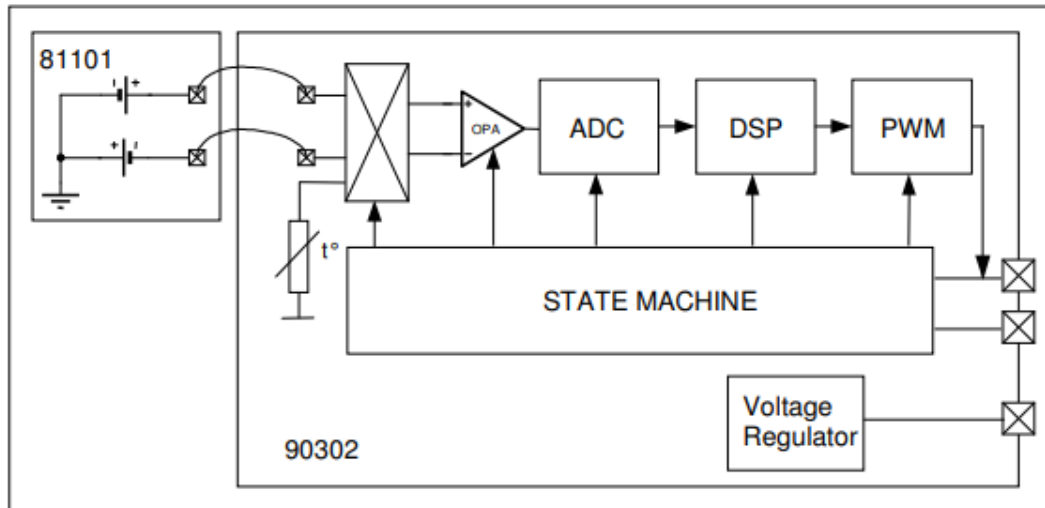 81101
- +
+ -
OPA
ADC
DSP
PWM
+
−
t°
STATE MACHINE
Voltage
Regulator
90302